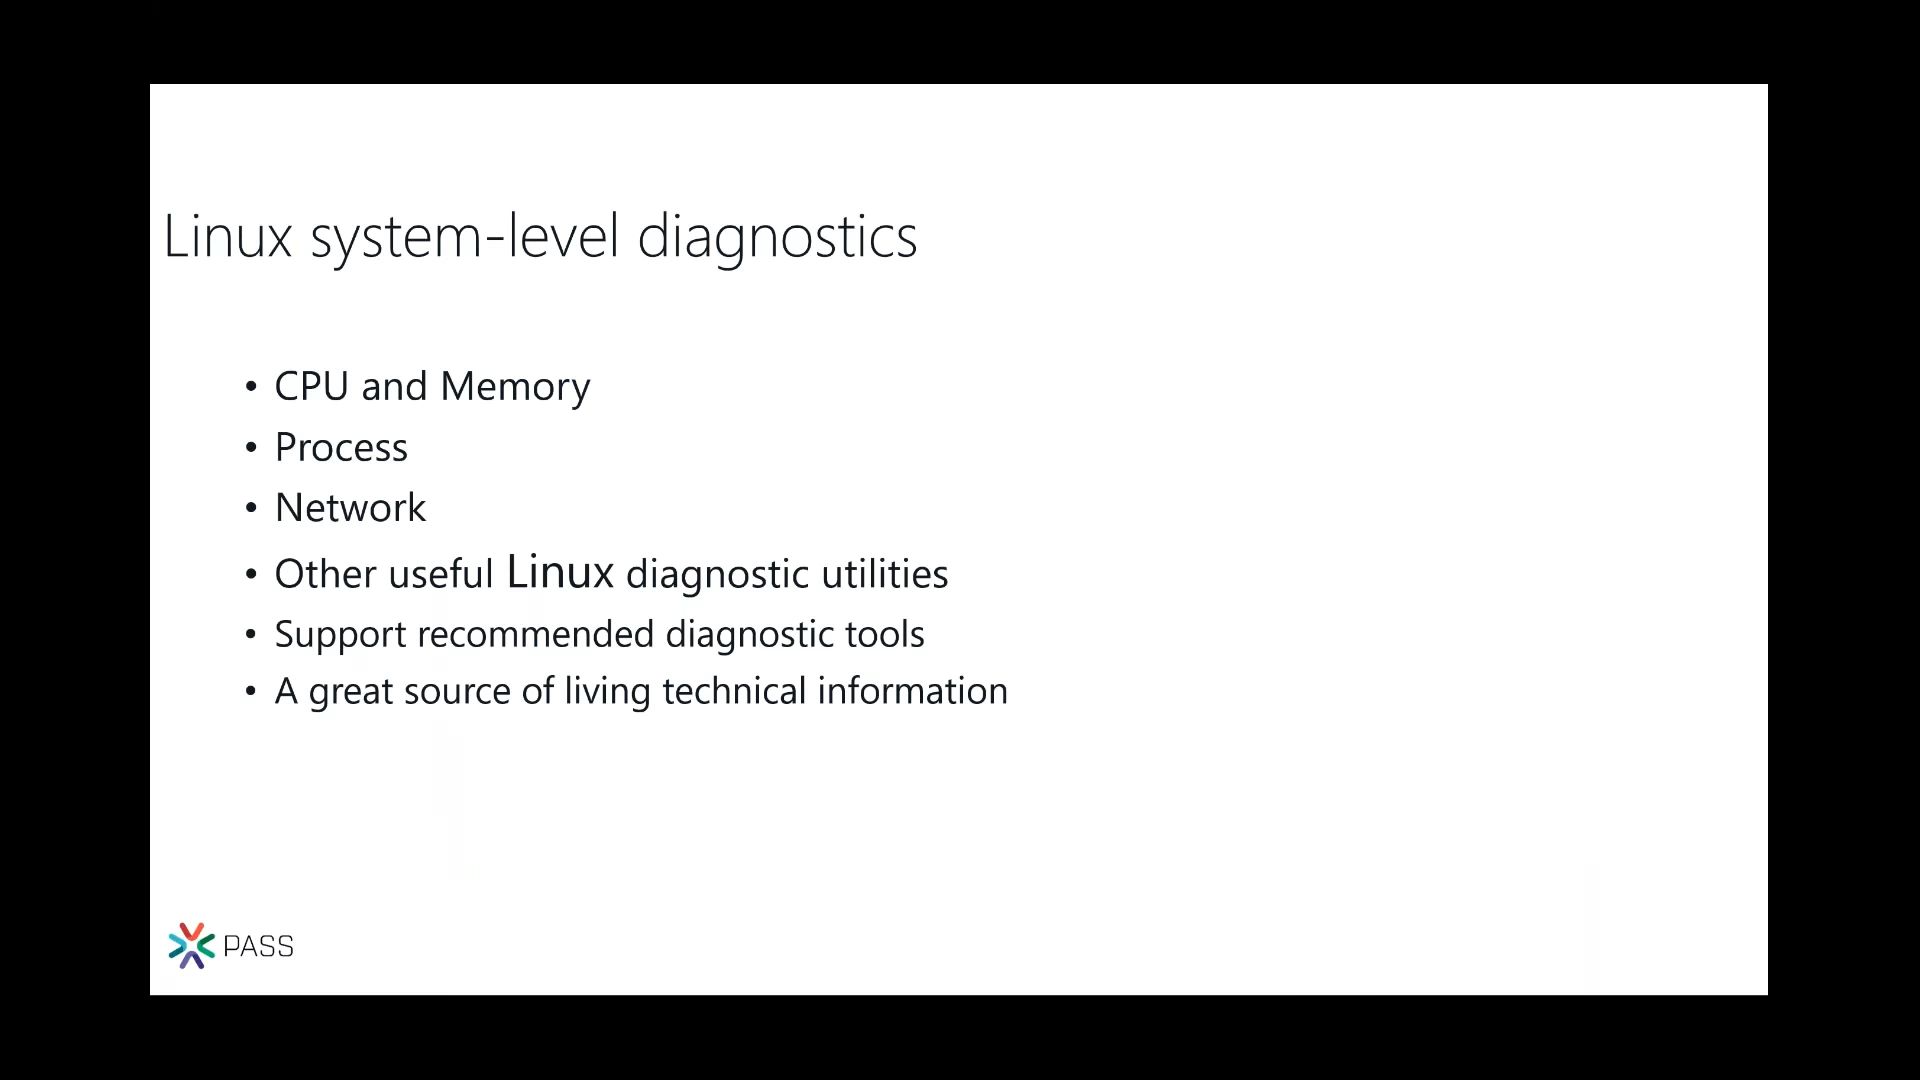 Linux system-level diagnostics
• CPU and Memory
• Process
• Network
• Other useful Linux diagnostic utilities
• Support recommended diagnostic tools
• A great source of living technical information
PASS